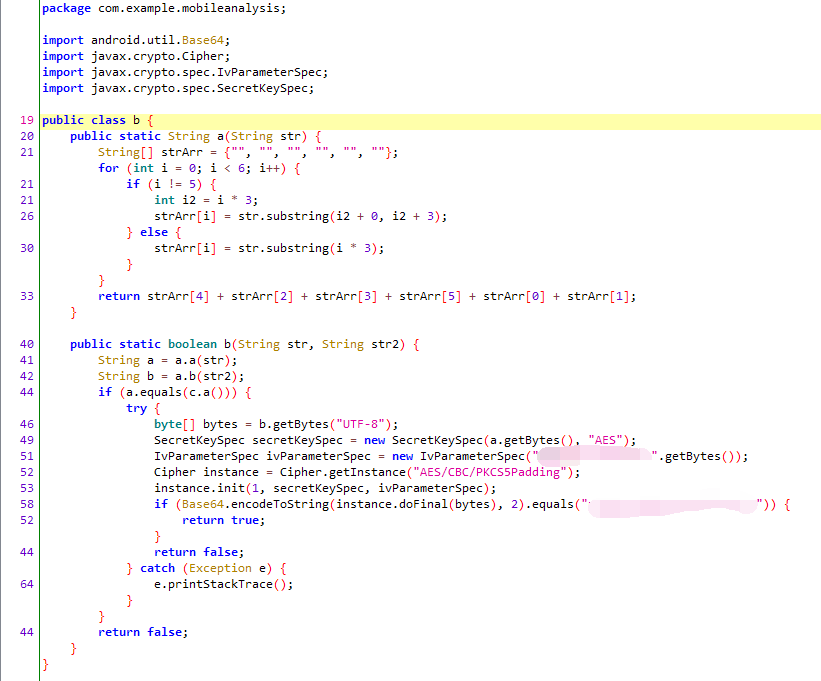 package com.example.mobileanalysis;
import android.util.Base64;
import javax.crypto.Cipher;
import javax.crypto.spec.IvParameterSpec;
import javax.crypto.spec.SecretKeySpec;
19 public class b {
20 public static String a(String str) {
21 String[] strArr = {"", "", "", "", "", ""};
for (int i = 0; i < 6; i++) {
21 if (i != 5) {
21 int i2 = i * 3;
26 strArr[i] = str.substring(i2 + 0, i2 + 3);
} else {
30 strArr[i] = str.substring(i * 3);
}
}
33 return strArr[4] + strArr[2] + strArr[3] + strArr[5] + strArr[0] + strArr[1];
}
40 public static boolean b(String str, String str2) {
41 String a = a.a(str);
42 String b = a.b(str2);
44 if (a.equals(c.a())) {
try {
46 byte[] bytes = b.getBytes("UTF-8");
49 SecretKeySpec secretKeySpec = new SecretKeySpec(a.getBytes(), "AES");
51 IvParameterSpec ivParameterSpec = new IvParameterSpec(" ".getBytes());
52 Cipher instance = Cipher.getInstance("AES/CBC/PKCS5Padding");
53 instance.init(1, secretKeySpec, ivParameterSpec);
58 if (Base64.encodeToString(instance.doFinal(bytes), 2).equals(" ")) {
52 return true;
}
44 return false;
} catch (Exception e) {
64 e.printStackTrace();
}
}
44 return false;
}
}